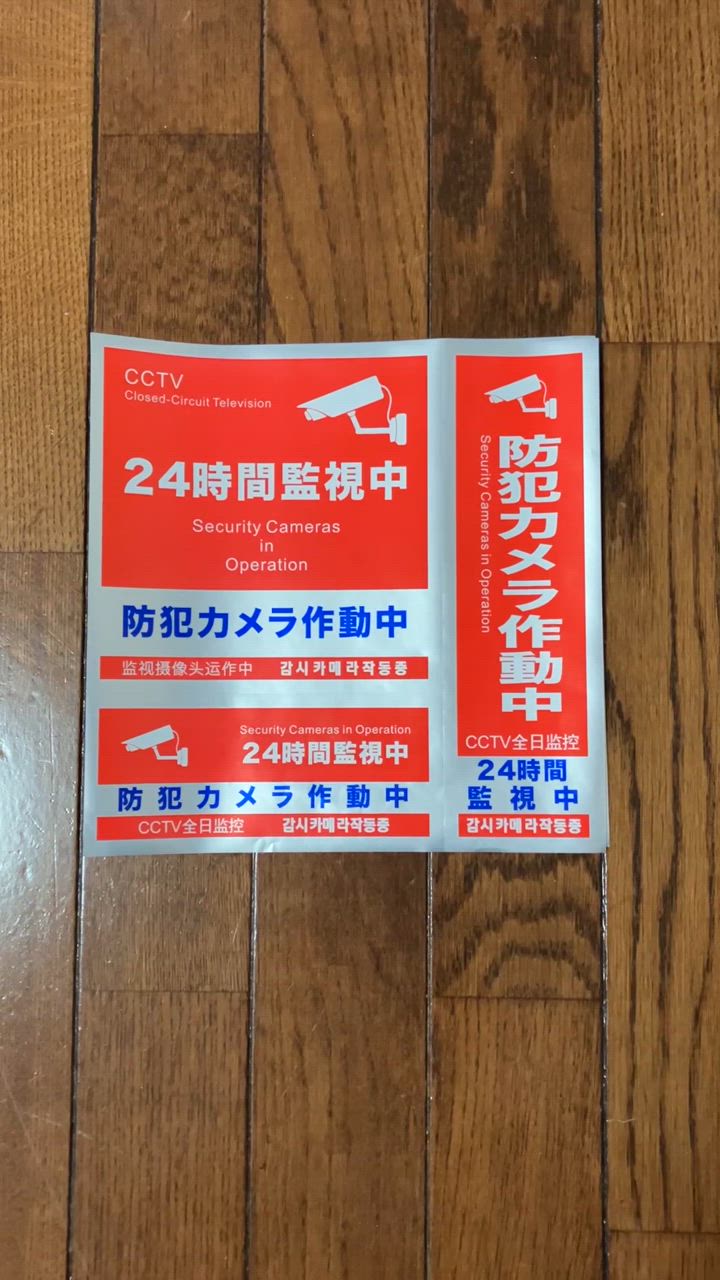 CCTV
Closed-Circuit Television
24時間監視中
Security Cameras
in
Operation
防犯カメラ作動中
监视摄像头运作中 감시카메라작동중
Security Cameras in Operation
24時間監視中
防犯カメラ作動中
CCTV全日监控 감시카메라작동중
防犯カメラ作動中
Security Cameras in Operation
CCTV全日监控
24時間
監視中
감시카메라작동중